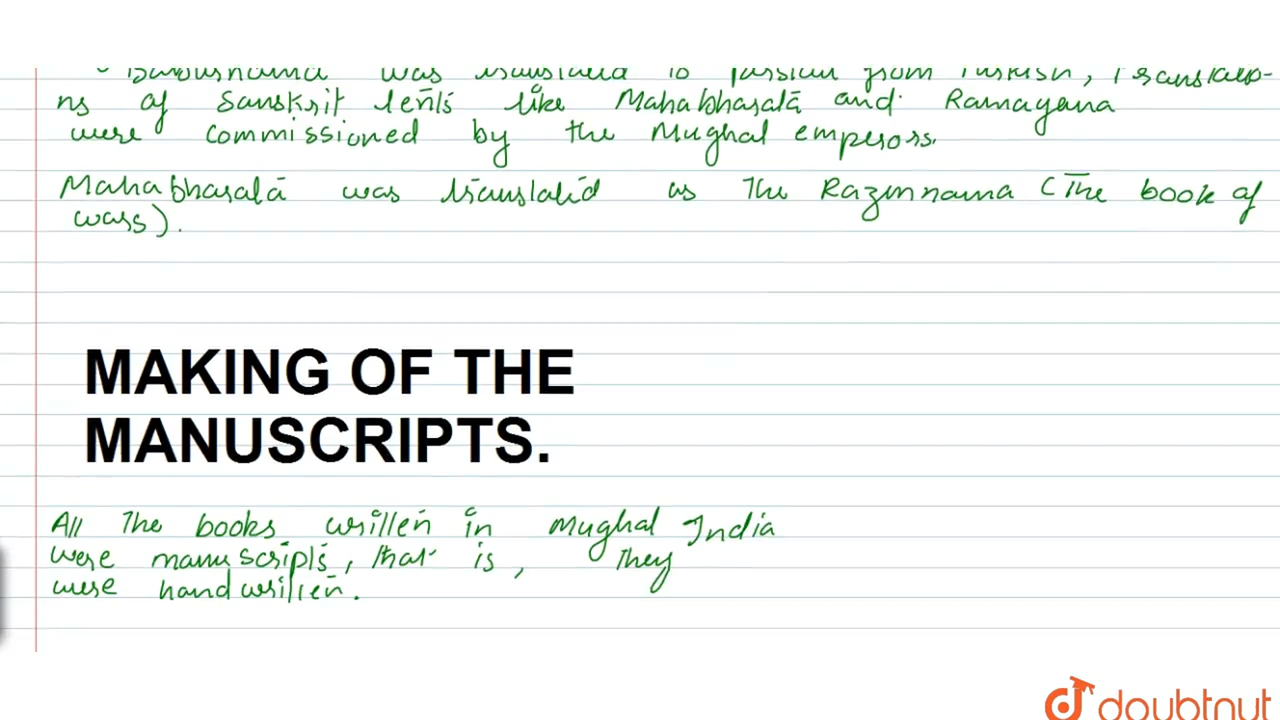 Baburnama was translated to Persian from Turkish, Translatio-
ns of Sanskrit texts like Mahabharata and Ramayana
were commissioned by the Mughal emperors.
Mahabharata was translated as The Razmnama (The book of
wars).
MAKING OF THE
MANUSCRIPTS.
All the books written in Mughal India
were manuscripts, that is, they
were handwritten.
doubtnut